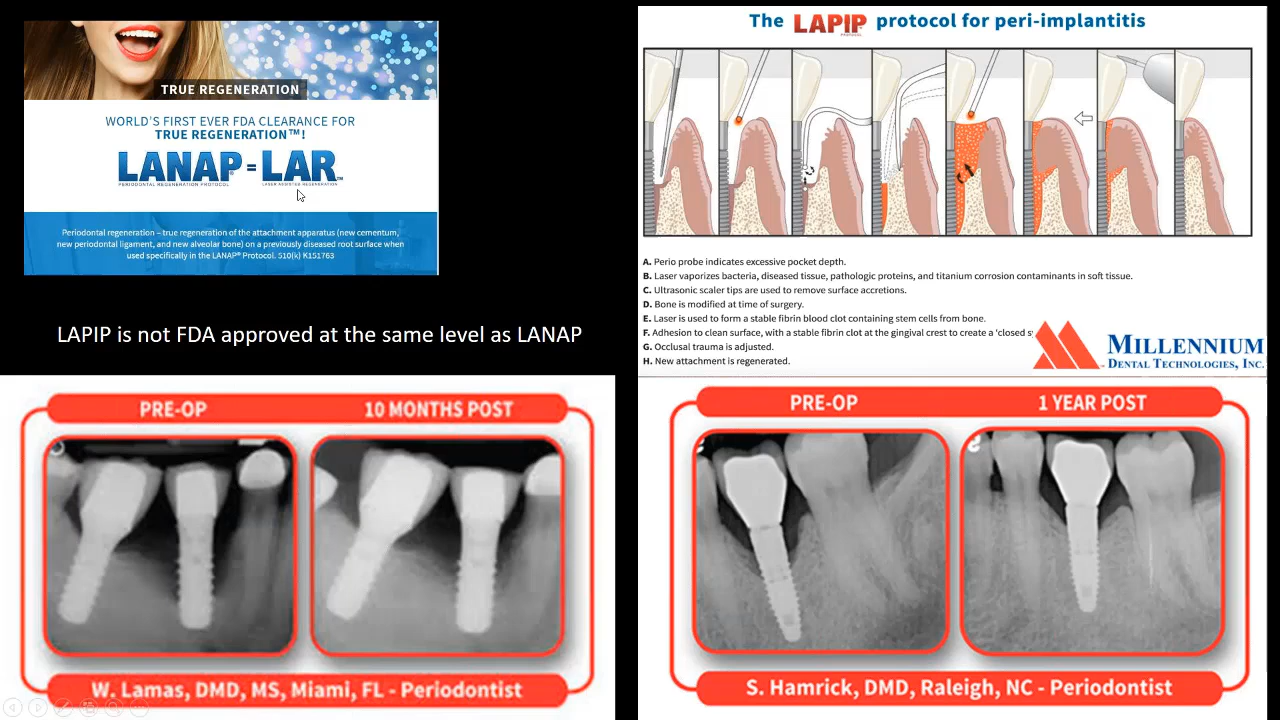 TRUE REGENERATION
WORLD'S FIRST EVER FDA CLEARANCE FOR
TRUE REGENERATION™!
LANAP® = LAR™
PERIODONTAL REGENERATION PROTOCOL LASER ASSISTED REGENERATION
Periodontal regeneration – true regeneration of the attachment apparatus (new cementum,
new periodontal ligament, and new alveolar bone) on a previously diseased root surface when
used specifically in the LANAP® Protocol. 510(k) K151763
LAPIP is not FDA approved at the same level as LANAP
The LAPIP PROTOCOL protocol for peri-implantitis
A. Perio probe indicates excessive pocket depth.
B. Laser vaporizes bacteria, diseased tissue, pathologic proteins, and titanium corrosion contaminants in soft tissue.
C. Ultrasonic scaler tips are used to remove surface accretions.
D. Bone is modified at time of surgery.
E. Laser is used to form a stable fibrin blood clot containing stem cells from bone.
F. Adhesion to clean surface, with a stable fibrin clot at the gingival crest to create a 'closed
G. Occlusal trauma is adjusted.
H. New attachment is regenerated.
MILLENNIUM
DENTAL TECHNOLOGIES, INC.
PRE-OP 10 MONTHS POST
W. Lamas, DMD, MS, Miami, FL - Periodontist
PRE-OP 1 YEAR POST
S. Hamrick, DMD, Raleigh, NC - Periodontist